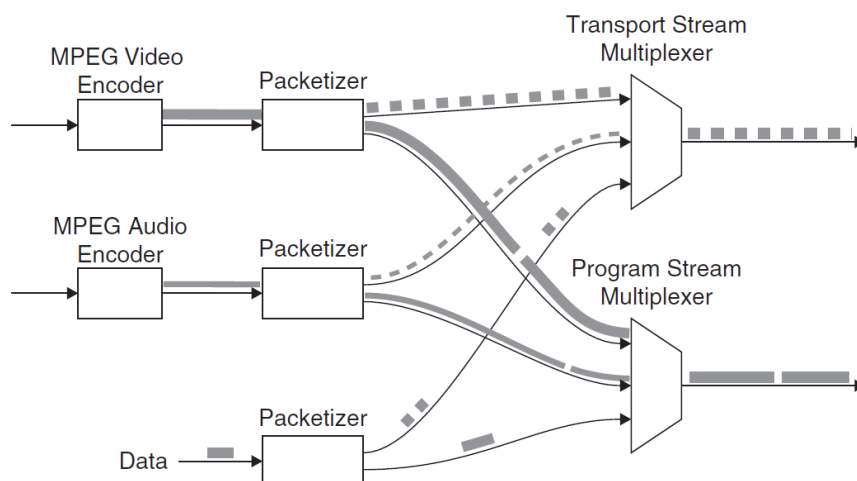 Transport Stream
Multiplexer
MPEG Video
Encoder
Packetizer
MPEG Audio
Encoder
Packetizer
Program Stream
Multiplexer
Packetizer
Data